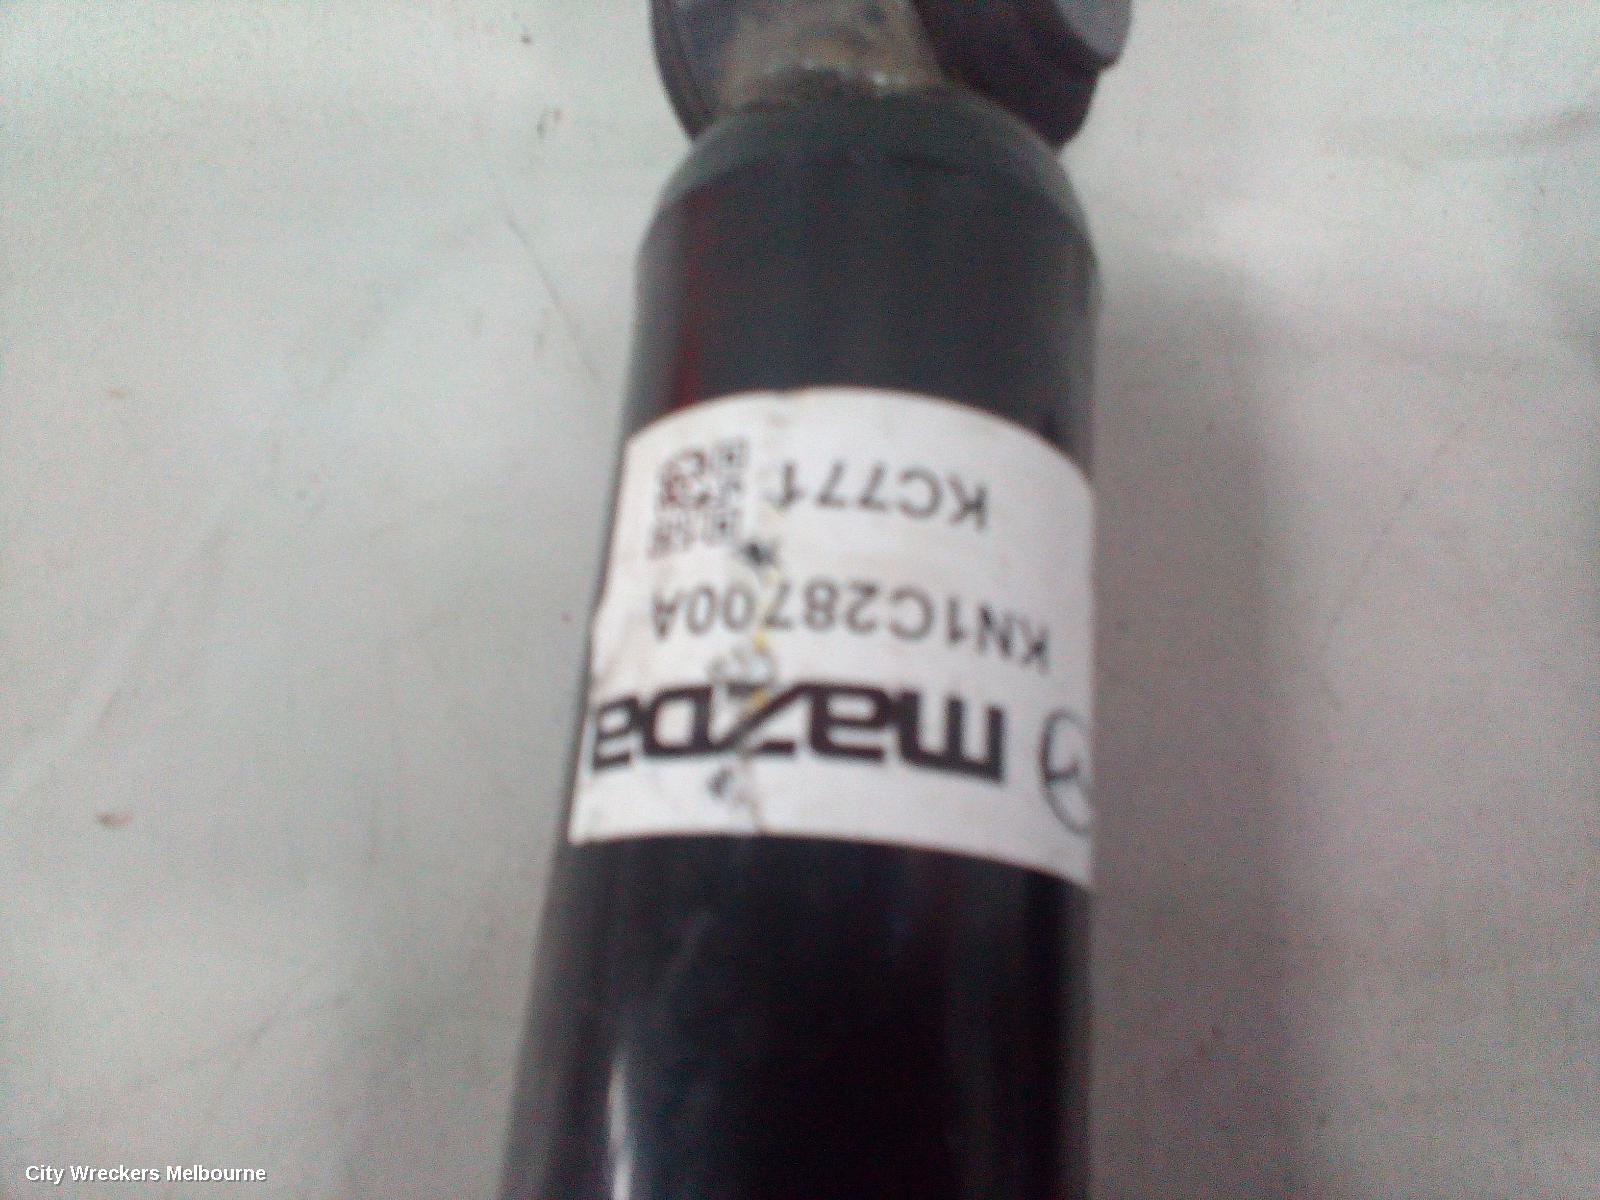 mazda
KN1C28700A
KC771
City Wreckers Melbourne